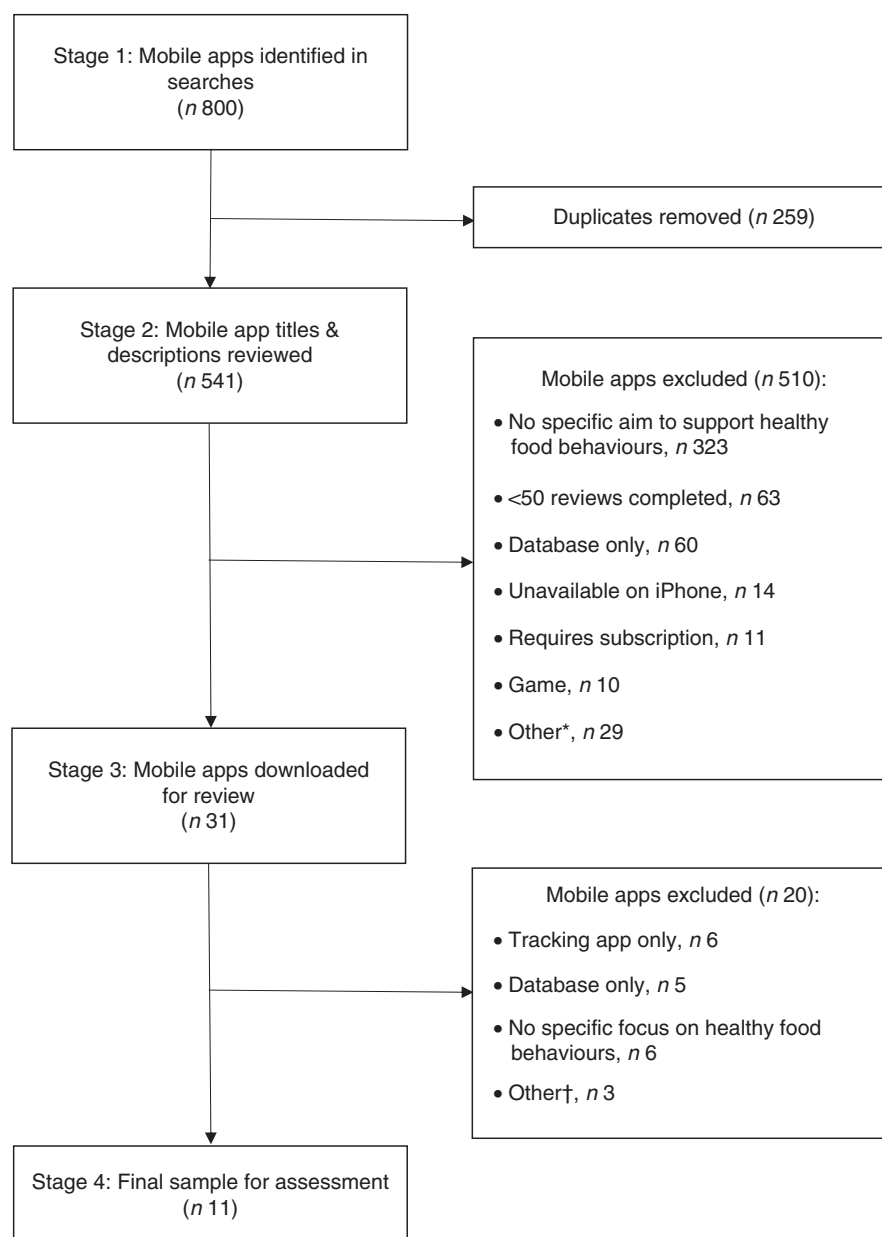 Stage 1: Mobile apps identified in
searches
(n 800)
Duplicates removed (n 259)
Stage 2: Mobile app titles &
descriptions reviewed
(n 541)
Mobile apps excluded (n 510):
• No specific aim to support healthy
food behaviours, n 323
• <50 reviews completed, n 63
• Database only, n 60
• Unavailable on iPhone, n 14
• Requires subscription, n 11
• Game, n 10
• Other*, n 29
Stage 3: Mobile apps downloaded
for review
(n 31)
Mobile apps excluded (n 20):
• Tracking app only, n 6
• Database only, n 5
• No specific focus on healthy food
behaviours, n 6
• Other†, n 3
Stage 4: Final sample for assessment
(n 11)